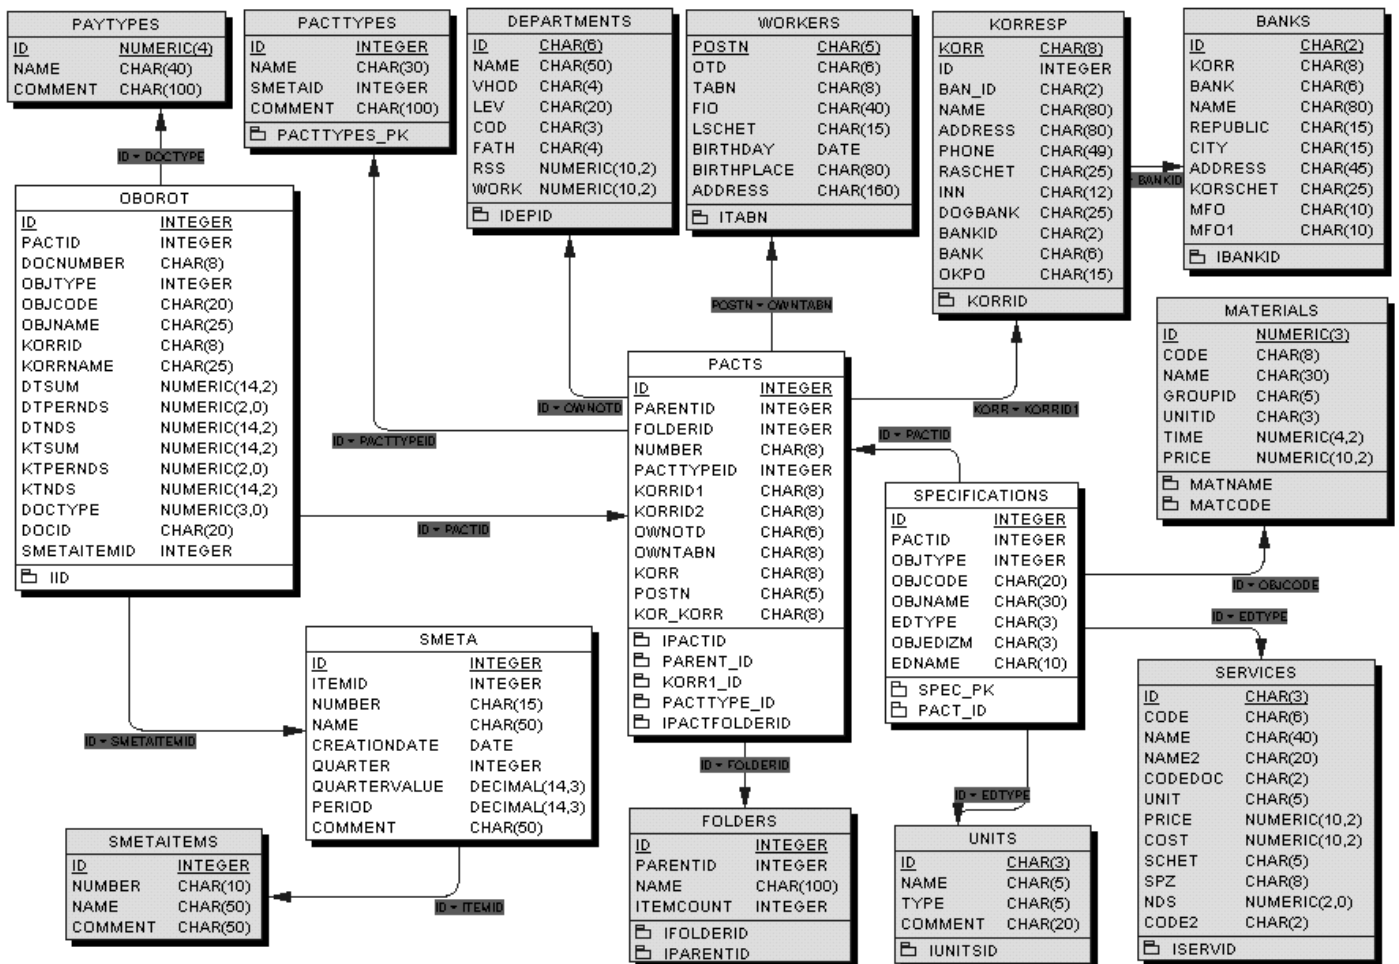 PAYTYPES
ID NUMERIC(4)
NAME CHAR(40)
COMMENT CHAR(100)
PACTTYPES
ID INTEGER
NAME CHAR(30)
SMETAID INTEGER
COMMENT CHAR(100)
PACTTYPES_PK
DEPARTMENTS
ID CHAR(6)
NAME CHAR(50)
VHOD CHAR(4)
LEV CHAR(20)
COD CHAR(3)
FATH CHAR(4)
RSS NUMERIC(10,2)
WORK NUMERIC(10,2)
IDEPID
WORKERS
POSTN CHAR(5)
OTD CHAR(6)
TABN CHAR(8)
FIO CHAR(40)
LSCHET CHAR(15)
BIRTHDAY DATE
BIRTHPLACE CHAR(80)
ADDRESS CHAR(160)
ITABN
KORRESP
KORR CHAR(8)
ID INTEGER
BAN_ID CHAR(2)
NAME CHAR(80)
ADDRESS CHAR(80)
PHONE CHAR(49)
RASCHET CHAR(25)
INN CHAR(12)
DOGBANK CHAR(25)
BANKID CHAR(2)
BANK CHAR(6)
OKPO CHAR(15)
KORRID
= BANKID
BANKS
ID CHAR(2)
KORR CHAR(8)
BANK CHAR(6)
NAME CHAR(80)
REPUBLIC CHAR(15)
CITY CHAR(15)
ADDRESS CHAR(45)
KORSCHET CHAR(25)
MFO CHAR(10)
MFO1 CHAR(10)
IBANKID
ID = DOCTYPE
OBOROT
ID INTEGER
PACTID INTEGER
DOCNUMBER CHAR(8)
OBJTYPE INTEGER
OBJCODE CHAR(20)
OBJNAME CHAR(25)
KORRID CHAR(8)
KORRNAME CHAR(25)
DTSUM NUMERIC(14,2)
DTPERNDS NUMERIC(2,0)
DTNDS NUMERIC(14,2)
KTSUM NUMERIC(14,2)
KTPERNDS NUMERIC(2,0)
KTNDS NUMERIC(14,2)
DOCTYPE NUMERIC(3,0)
DOCID CHAR(20)
SMETAITEMID INTEGER
IID
ID = PACTTYPEID
ID = OWNOTD
POSTN = OWNTABN
KORR = KORRID1
ID = PACTID
ID = PACTID
PACTS
ID INTEGER
PARENTID INTEGER
FOLDERID INTEGER
NUMBER CHAR(8)
PACTTYPEID INTEGER
KORRID1 CHAR(8)
KORRID2 CHAR(8)
OWNOTD CHAR(6)
OWNTABN CHAR(8)
KORR CHAR(8)
POSTN CHAR(5)
KOR_KORR CHAR(8)
IPACTID
PARENT_ID
KORR1_ID
PACTTYPE_ID
IPACTFOLDERID
MATERIALS
ID NUMERIC(3)
CODE CHAR(8)
NAME CHAR(30)
GROUPID CHAR(5)
UNITID CHAR(3)
TIME NUMERIC(4,2)
PRICE NUMERIC(10,2)
MATNAME
MATCODE
SPECIFICATIONS
ID INTEGER
PACTID INTEGER
OBJTYPE INTEGER
OBJCODE CHAR(20)
OBJNAME CHAR(30)
EDTYPE CHAR(3)
OBJEDIZM CHAR(3)
EDNAME CHAR(10)
SPEC_PK
PACT_ID
ID = OBJCODE
ID = EDTYPE
SMETA
ID INTEGER
ITEMID INTEGER
NUMBER CHAR(15)
NAME CHAR(50)
CREATIONDATE DATE
QUARTER INTEGER
QUARTERVALUE DECIMAL(14,3)
PERIOD DECIMAL(14,3)
COMMENT CHAR(50)
ID = SMETAITEMID
SERVICES
ID CHAR(3)
CODE CHAR(6)
NAME CHAR(40)
NAME2 CHAR(20)
CODEDOC CHAR(2)
UNIT CHAR(5)
PRICE NUMERIC(10,2)
COST NUMERIC(10,2)
SCHET CHAR(5)
SPZ CHAR(8)
NDS NUMERIC(2,0)
CODE2 CHAR(2)
ISERVID
ID = FOLDERID
ID = EDTYPE
SMETAITEMS
ID INTEGER
NUMBER CHAR(10)
NAME CHAR(50)
COMMENT CHAR(50)
ID = ITEMID
FOLDERS
ID INTEGER
PARENTID INTEGER
NAME CHAR(100)
ITEMCOUNT INTEGER
IFOLDERID
IPARENTID
UNITS
ID CHAR(3)
NAME CHAR(5)
TYPE CHAR(5)
COMMENT CHAR(20)
IUNITSID